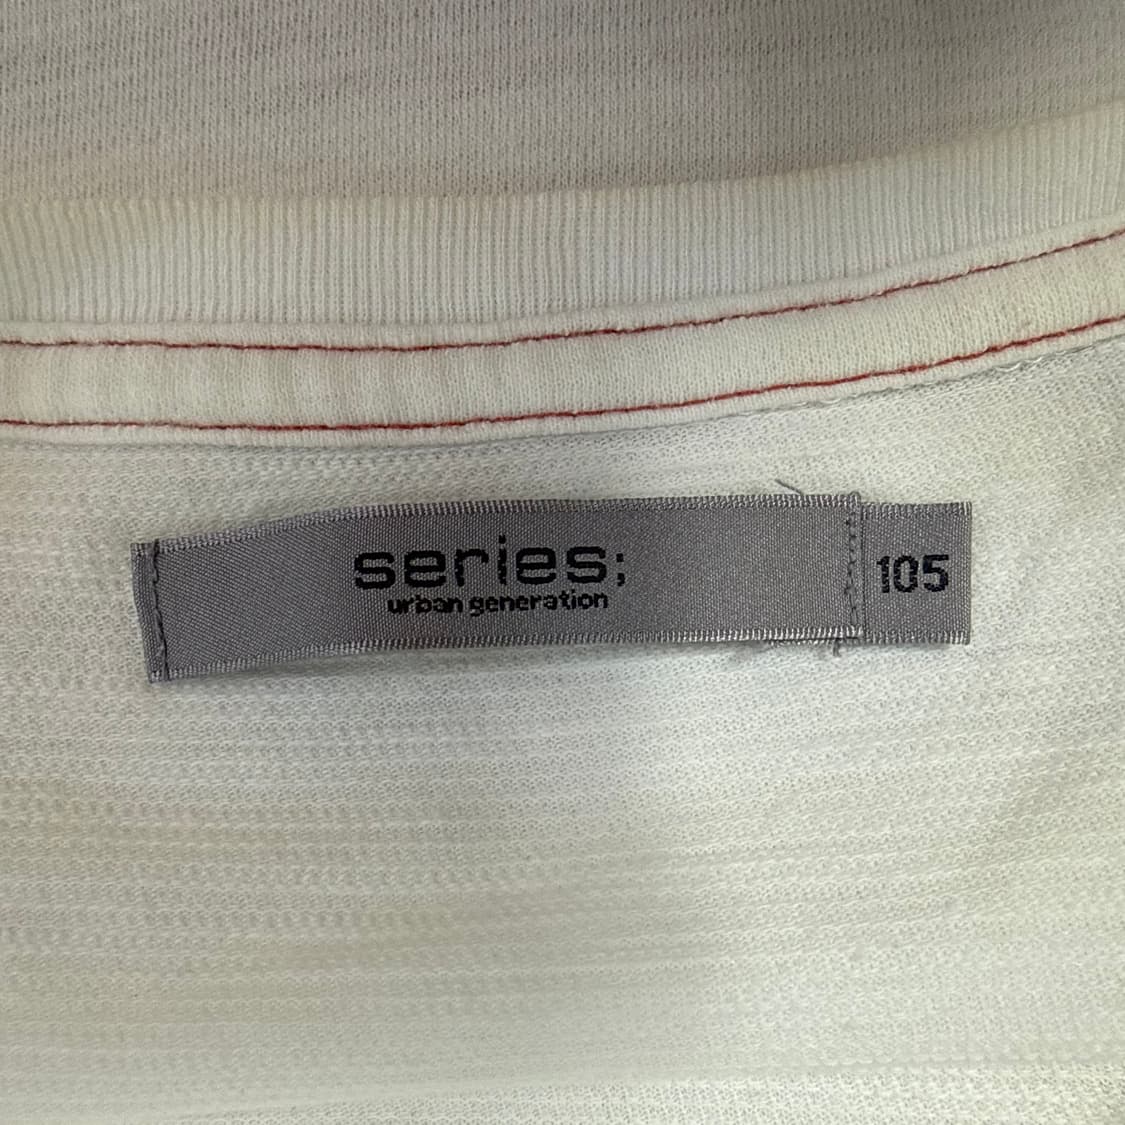 series;
urban generation
105